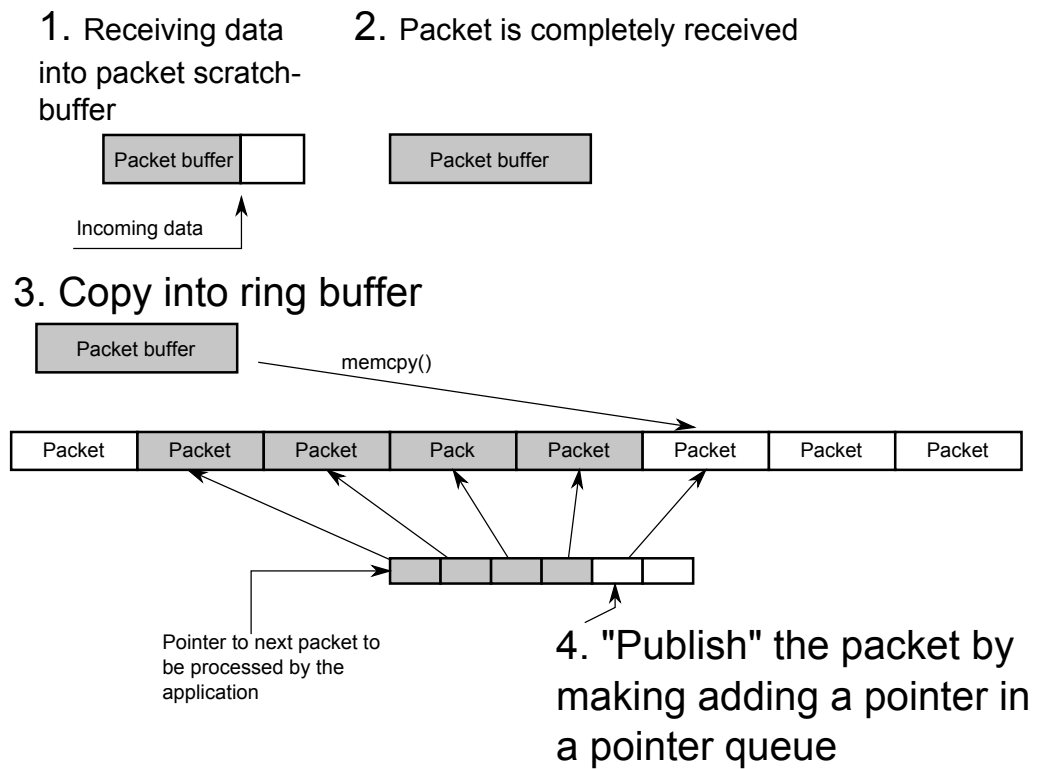 1. Receiving data
into packet scratch-
buffer
2. Packet is completely received
Packet buffer
Packet buffer
Incoming data
3. Copy into ring buffer
Packet buffer
memcpy()
Packet Packet Packet Pack Packet Packet Packet Packet
Pointer to next packet to
be processed by the
application
4. "Publish" the packet by
making adding a pointer in
a pointer queue